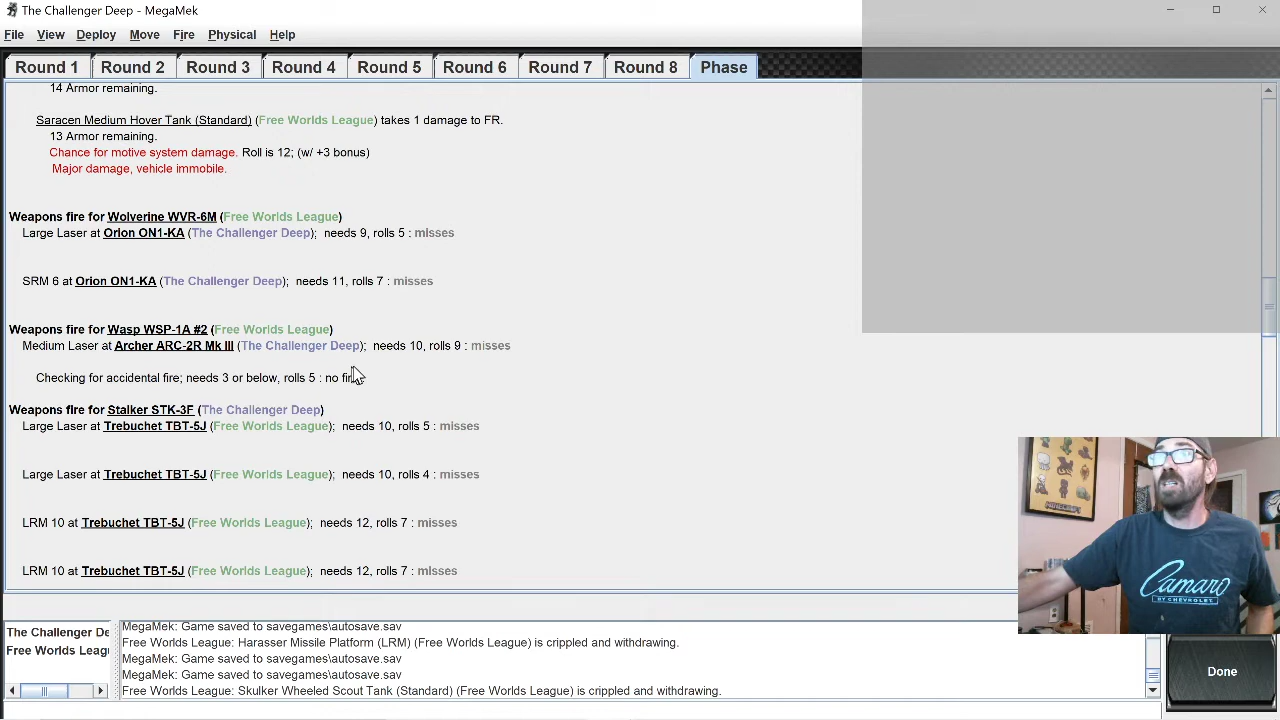 The Challenger Deep - MegaMek
File View Deploy Move Fire Physical Help
Round 1 Round 2 Round 3 Round 4 Round 5 Round 6 Round 7 Round 8 Phase
14 Armor remaining.
Saracen Medium Hover Tank (Standard) (Free Worlds League) takes 1 damage to FR.
13 Armor remaining.
Chance for motive system damage. Roll is 12; (w/ +3 bonus)
Major damage, vehicle immobile.
Weapons fire for Wolverine WVR-6M (Free Worlds League)
Large Laser at Orion ON1-KA (The Challenger Deep); needs 9, rolls 5 : misses
SRM 6 at Orion ON1-KA (The Challenger Deep); needs 11, rolls 7 : misses
Weapons fire for Wasp WSP-1A #2 (Free Worlds League)
Medium Laser at Archer ARC-2R Mk III (The Challenger Deep); needs 10, rolls 9 : misses
Checking for accidental fire; needs 3 or below, rolls 5 : no
Weapons fire for Stalker STK-3F (The Challenger Deep)
Large Laser at Trebuchet TBT-5J (Free Worlds League); needs 10, rolls 5 : misses
Large Laser at Trebuchet TBT-5J (Free Worlds League); needs 10, rolls 4 : misses
LRM 10 at Trebuchet TBT-5J (Free Worlds League); needs 12, rolls 7 : misses
LRM 10 at Trebuchet TBT-5J (Free Worlds League); needs 12, rolls 7 : misses
Camaro
BY CHEVROLET
The Challenger De
Free Worlds Leag
MegaMek: Game saved to savegames\autosave.sav
Free Worlds League: Harasser Missile Platform (LRM) (Free Worlds League) is crippled and withdrawing.
MegaMek: Game saved to savegames\autosave.sav
MegaMek: Game saved to savegames\autosave.sav
Free Worlds League: Skulker Wheeled Scout Tank (Standard) (Free Worlds League) is crippled and withdrawing.
Done